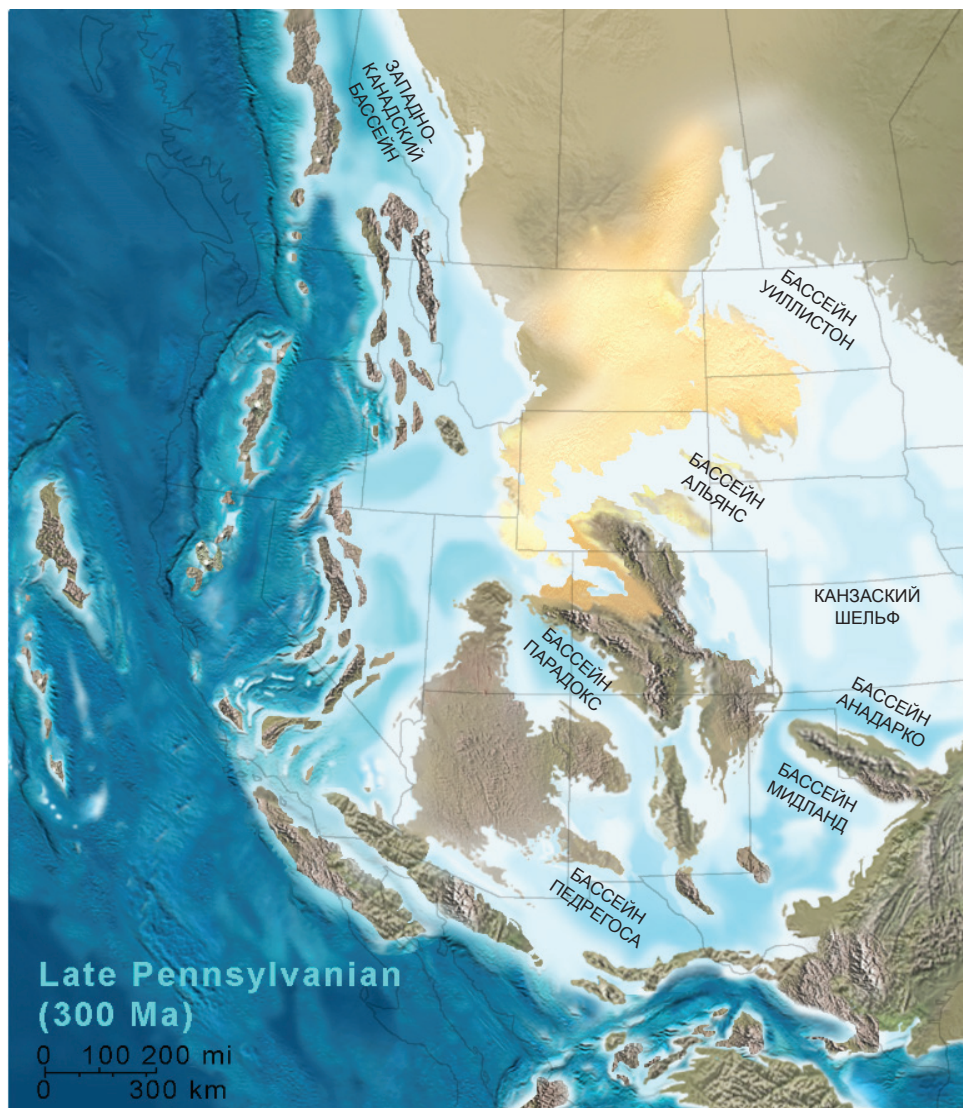 ЗАПАДНО-
КАНАДСКИЙ
БАССЕЙН
БАССЕЙН
УИЛЛИСТОН
БАССЕЙН
АЛЬЯНС
КАНЗАСКИЙ
ШЕЛЬФ
БАССЕЙН
ПАРАДОКС
БАССЕЙН
АНАДАРКО
БАССЕЙН
МИДЛАНД
БАССЕЙН
ПЕДРЕГОСА
Late Pennsylvanian
(300 Ma)
0 100 200 mi
0 300 km